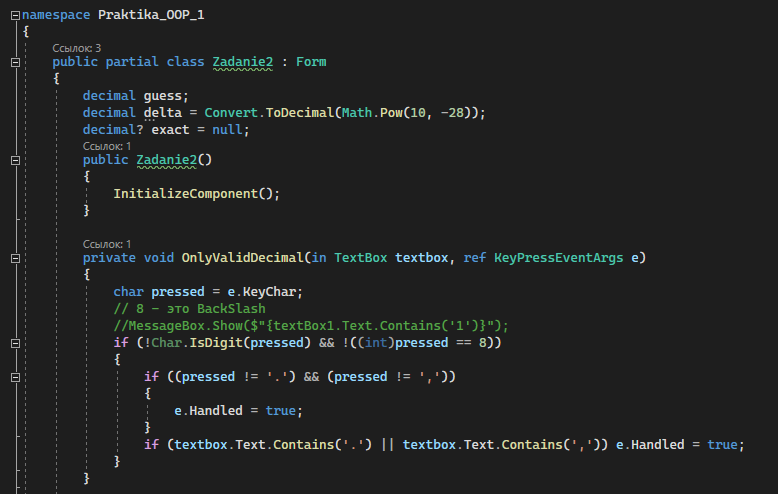 namespace Praktika_OOP_1
{
Ссылок: 3
public partial class Zadanie2 : Form
{
decimal guess;
decimal delta = Convert.ToDecimal(Math.Pow(10, -28));
decimal? exact = null;
Ссылок: 1
public Zadanie2()
{
InitializeComponent();
}
Ссылок: 1
private void OnlyValidDecimal(in TextBox textbox, ref KeyPressEventArgs e)
{
char pressed = e.KeyChar;
// 8 - это BackSlash
//MessageBox.Show($"{textBox1.Text.Contains('1')}");
if (!Char.IsDigit(pressed) && !((int)pressed == 8))
{
if ((pressed != '.') && (pressed != ','))
{
e.Handled = true;
}
if (textbox.Text.Contains('.') || textbox.Text.Contains(',')) e.Handled = true;
}
}